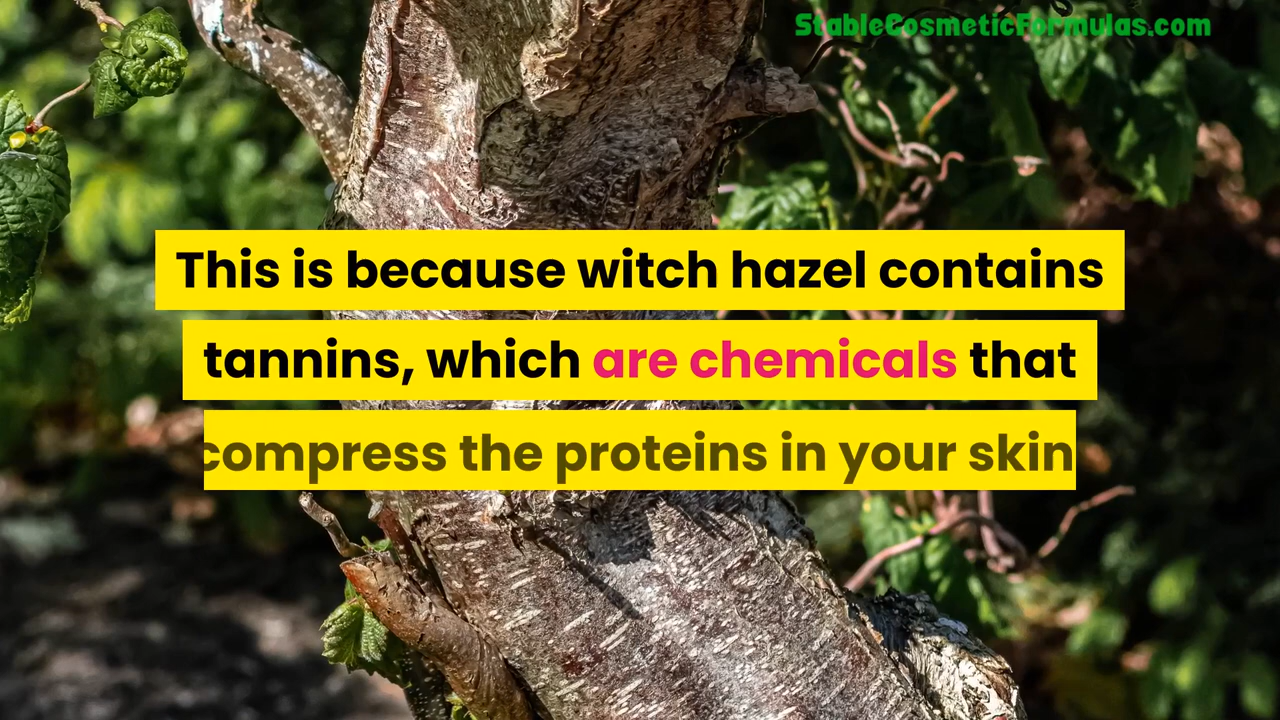 StableCosmeticFormulas.com
This is because witch hazel contains
tannins, which are chemicals that
compress the proteins in your skin